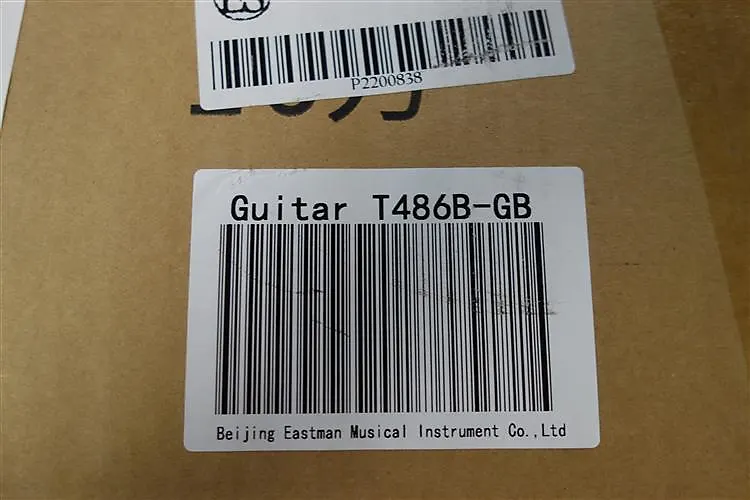 P2200838
Guitar T486B-GB
Beijing Eastman Musical Instrument Co.,Ltd